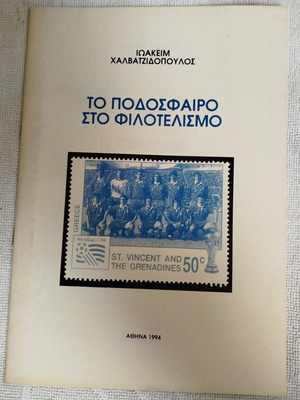 ΙΩΑΚΕΙΜ
ΧΑΛΒΑΤΖΙΔΟΠΟΥΛΟΣ
ΤΟ ΠΟΔΟΣΦΑΙΡΟ
ΣΤΟ ΦΙΛΟΤΕΛΙΣΜΟ
GREECE
ST. VINCENT AND
THE GRENADINES 50c
ΑΘΗΝΑ 1994